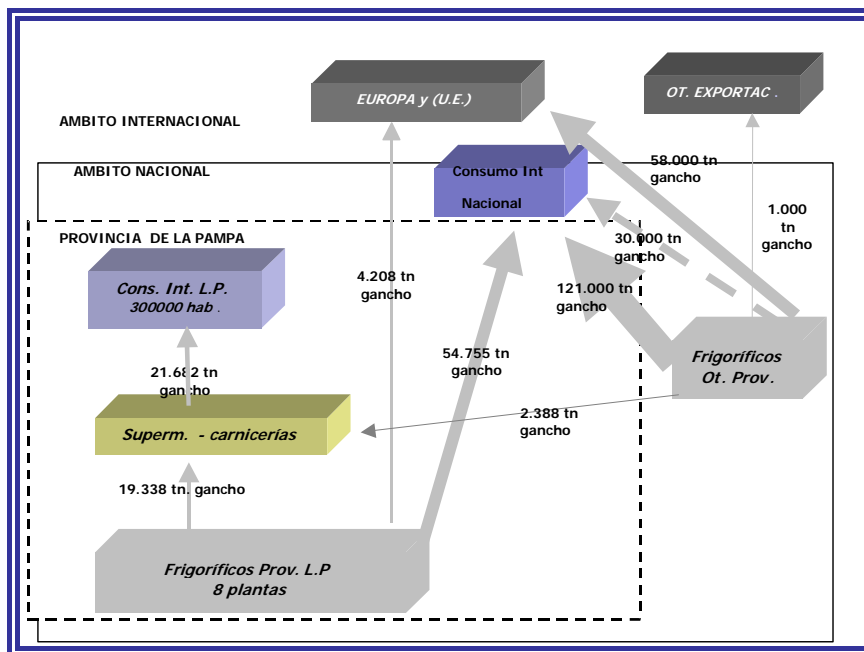 EUROPA y (U.E.)
OT. EXPORTAC .
AMBITO INTERNACIONAL
58.000 tn
gancho
AMBITO NACIONAL
Consumo Int
Nacional
1.000
tn
gancho
PROVINCIA DE LA PAMPA
30.000 tn
gancho
4.208 tn
gancho
121.000 tn
gancho
Cons. Int. L.P.
300000 hab .
54.755 tn
gancho
Frigoríficos
Ot. Prov .
21.682 tn
gancho
2.388 tn
gancho
Superm. - carnicerías
19.338 tn. gancho
Frigoríficos Prov. L.P
8 plantas